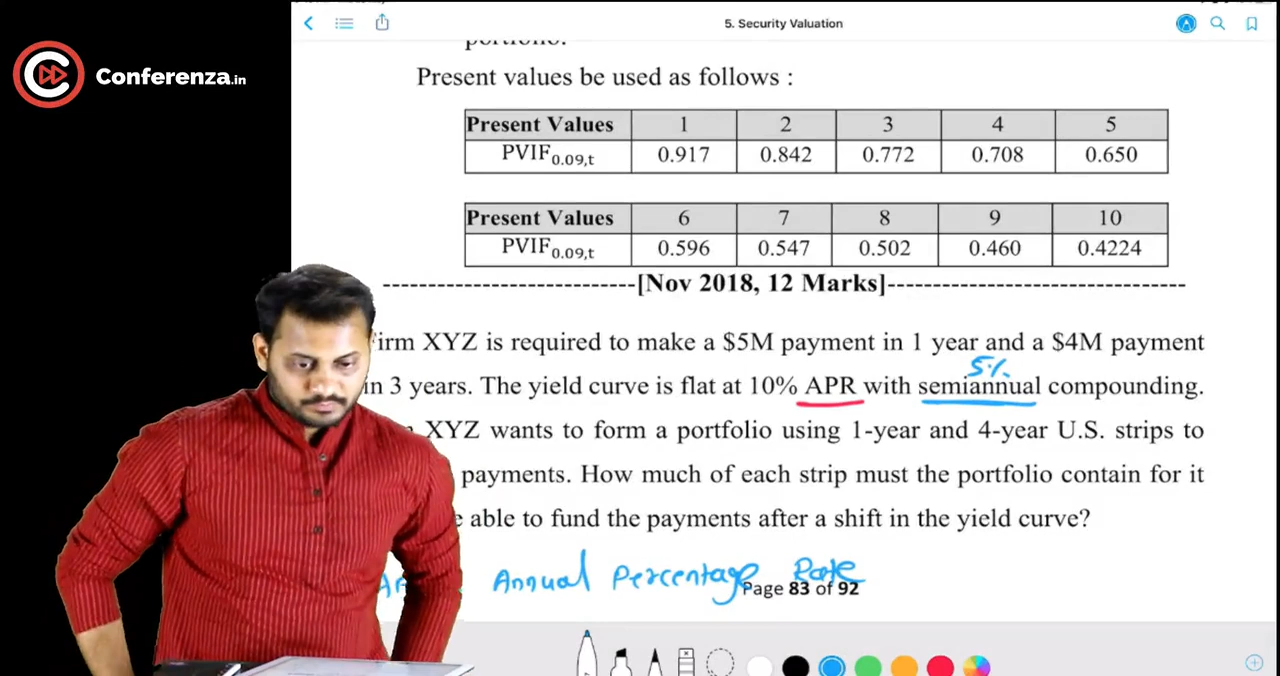 5. Security Valuation
Conferenza.in
portfolio.
Present values be used as follows :
Present Values 1 2 3 4 5
PVIF0.09,t 0.917 0.842 0.772 0.708 0.650
Present Values 6 7 8 9 10
PVIF0.09,t 0.596 0.547 0.502 0.460 0.4224
---------------------------[Nov 2018, 12 Marks]--------------------------------
irm XYZ is required to make a $5M payment in 1 year and a $4M payment
5%
in 3 years. The yield curve is flat at 10% APR with semiannual compounding.
XYZ wants to form a portfolio using 1-year and 4-year U.S. strips to
payments. How much of each strip must the portfolio contain for it
e able to fund the payments after a shift in the yield curve?
Annual Percentage Rate
Page 83 of 92